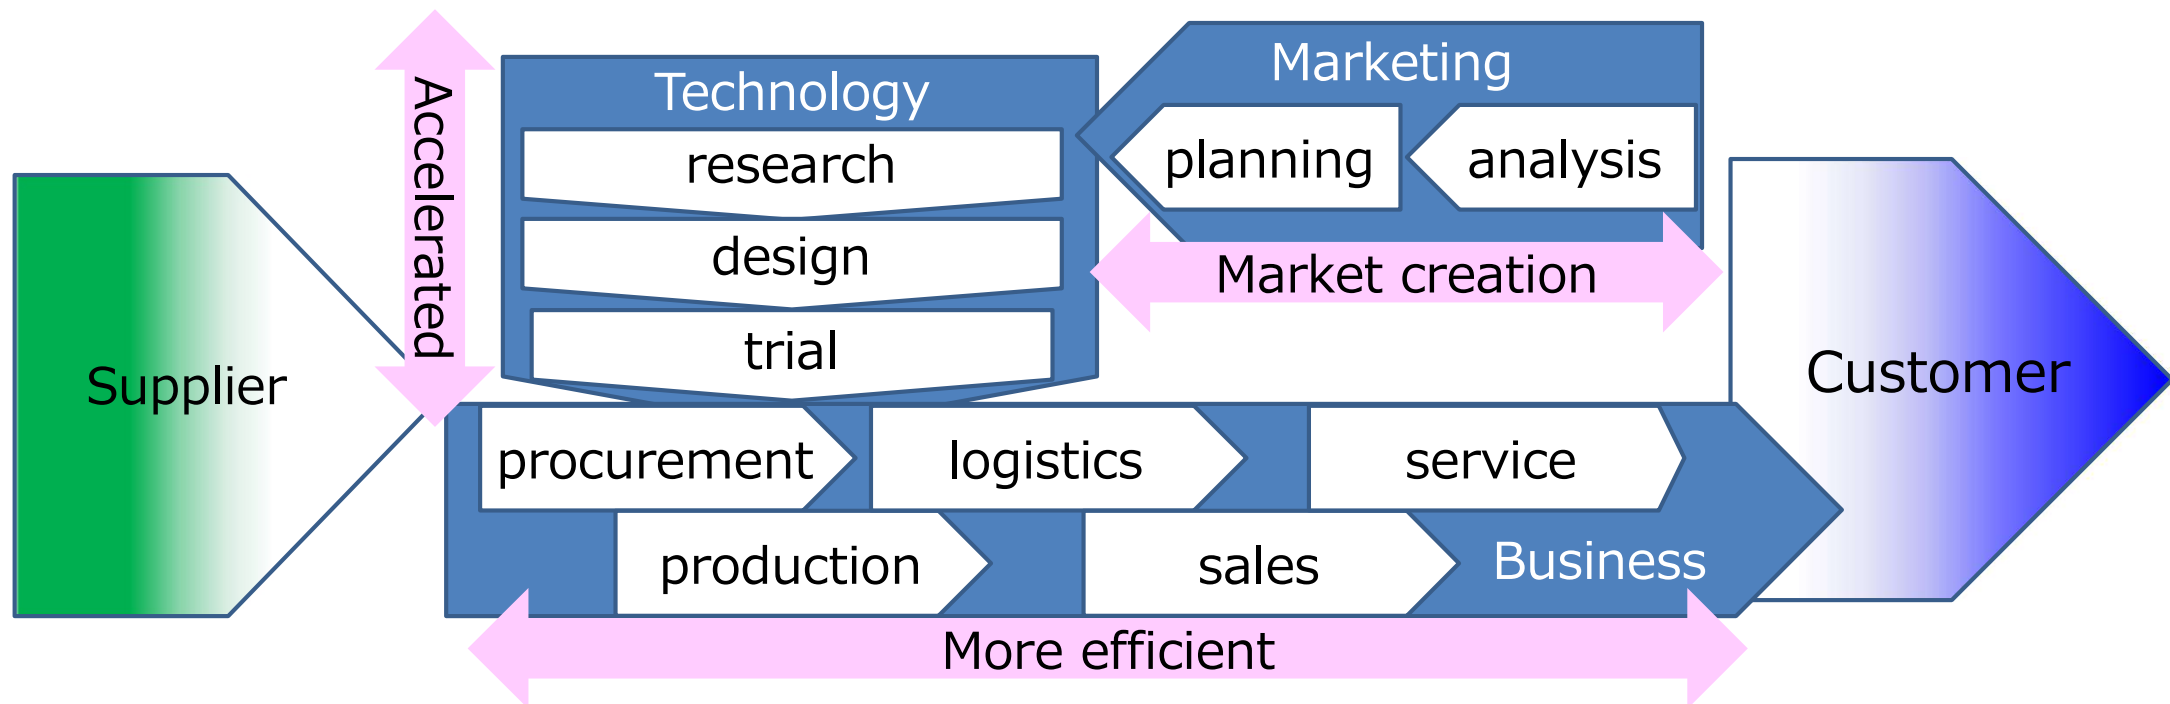 Accelerated
Technology
research
design
trial
Marketing
planning
analysis
Market creation
Supplier
Customer
procurement
logistics
service
production
sales
Business
More efficient